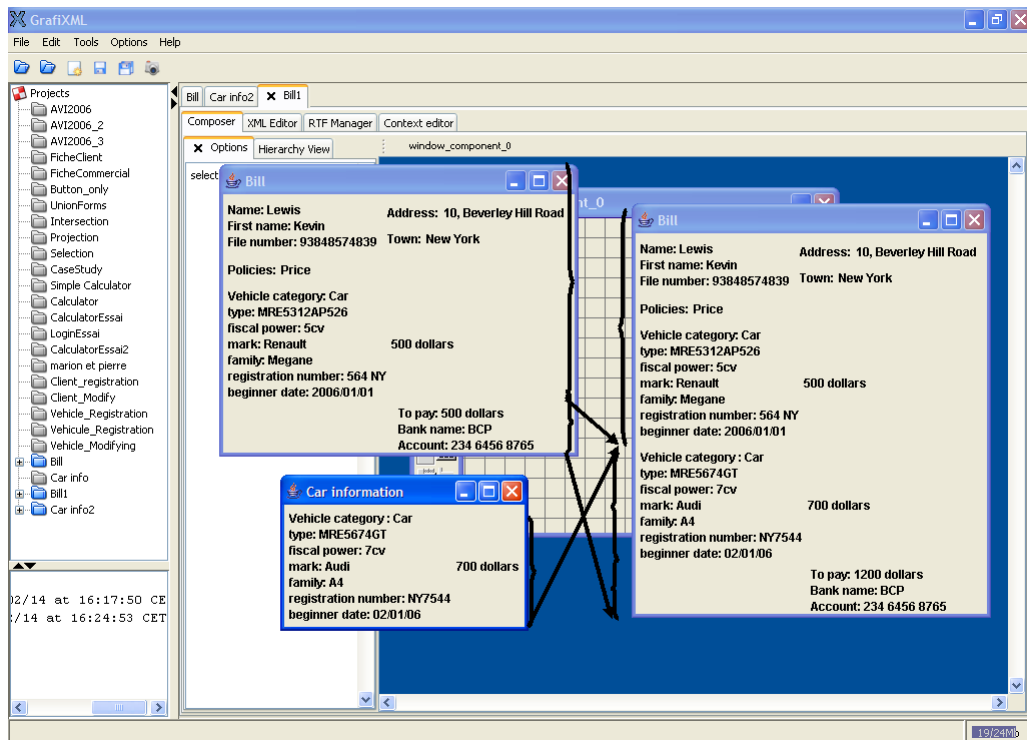 GrafiXML
File Edit Tools Options Help
Projects
AVI2006
AVI2006_2
AVI2006_3
FicheClient
FicheCommercial
Button_only
UnionForms
Intersection
Projection
Selection
CaseStudy
Simple Calculator
Calculator
CalculatorEssai
LoginEssai
CalculatorEssai2
marion et pierre
Client_registration
Client_Modify
Vehicle_Registration
Vehicule_Registration
Vehicle_Modifying
Bill
Car info
Bill1
Car info2
02/14 at 16:17:50 CE
/14 at 16:24:53 CET
Bill Car info2 Bill1
Composer XML Editor RTF Manager Context editor
Options Hierarchy View
window_component_0
select
nt_0
Bill
Name: Lewis
First name: Kevin
File number: 93848574839
Address: 10, Beverley Hill Road
Town: New York
Policies: Price
Vehicle category: Car
type: MRE5312AP526
fiscal power: 5cv
mark: Renault 500 dollars
family: Megane
registration number: 564 NY
beginner date: 2006/01/01
To pay: 500 dollars
Bank name: BCP
Account: 234 6456 8765
Car information
Vehicle category : Car
type: MRE5674GT
fiscal power: 7cv
mark: Audi 700 dollars
family: A4
registration number: NY7544
beginner date: 02/01/06
Bill
Name: Lewis
First name: Kevin
File number: 93848574839
Address: 10, Beverley Hill Road
Town: New York
Policies: Price
Vehicle category: Car
type: MRE5312AP526
fiscal power: 5cv
mark: Renault 500 dollars
family: Megane
registration number: 564 NY
beginner date: 2006/01/01
Vehicle category : Car
type: MRE5674GT
fiscal power: 7cv
mark: Audi 700 dollars
family: A4
registration number: NY7544
beginner date: 02/01/06
To pay: 1200 dollars
Bank name: BCP
Account: 234 6456 8765
19/24Mb